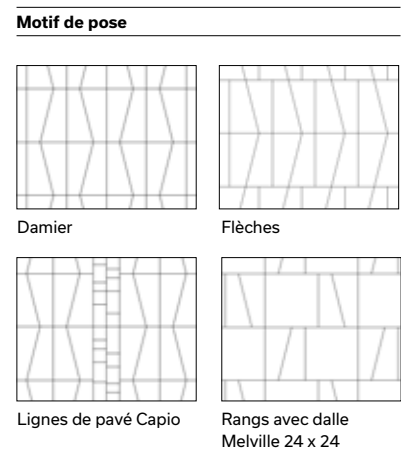 Motif de pose
Damier
Flèches
Lignes de pavé Capio
Rangs avec dalle
Melville 24 x 24